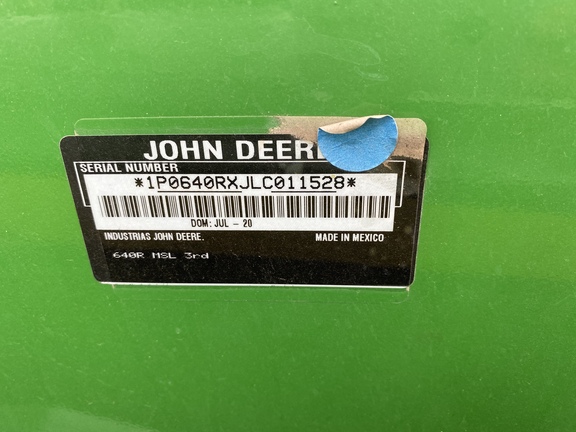 JOHN DEERE
SERIAL NUMBER
*1P0640RXJLC011528*
DOM: JUL - 20
INDUSTRIAS JOHN DEERE.
MADE IN MEXICO
640R MSL 3rd